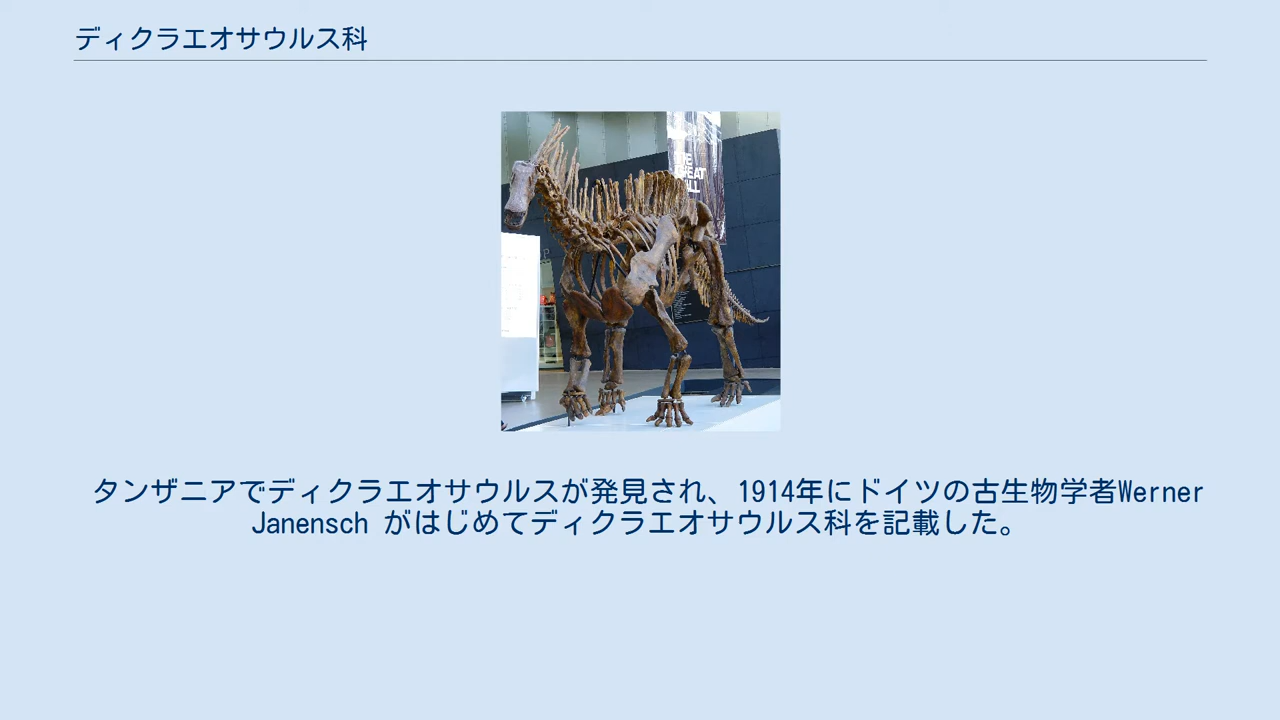 ディクラエオサウルス科
タンザニアでディクラエオサウルスが発見され、1914年にドイツの古生物学者Werner
Janensch がはじめてディクラエオサウルス科を記載した。